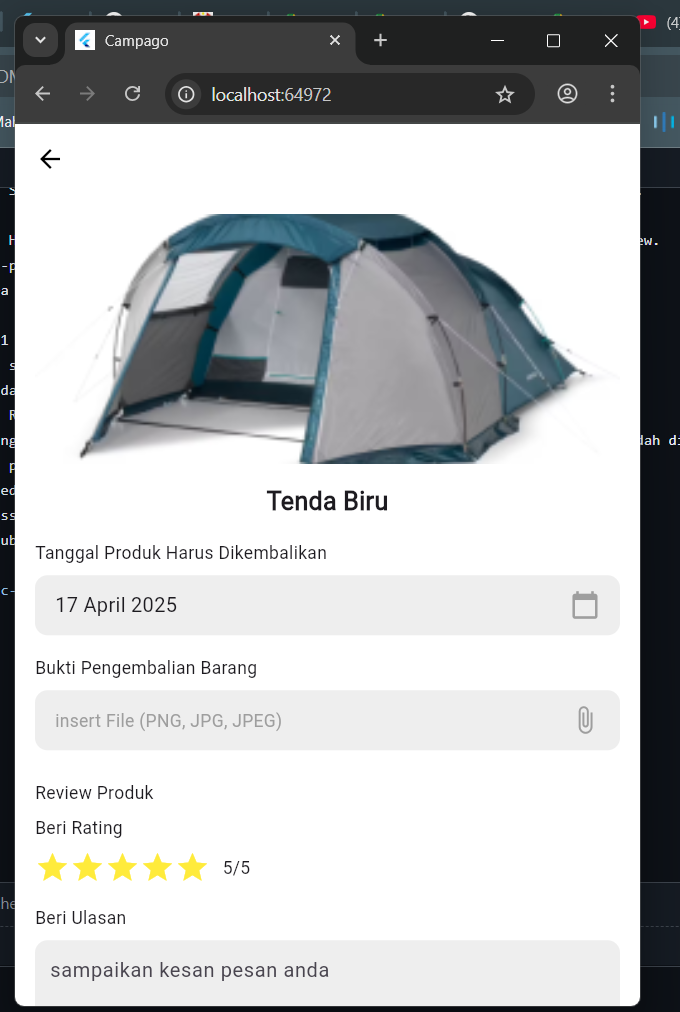 Campago
(4)
localhost:64972
Tenda Biru
Tanggal Produk Harus Dikembalikan
17 April 2025
Bukti Pengembalian Barang
insert File (PNG, JPG, JPEG)
Review Produk
Beri Rating
5/5
Beri Ulasan
sampaikan kesan pesan anda